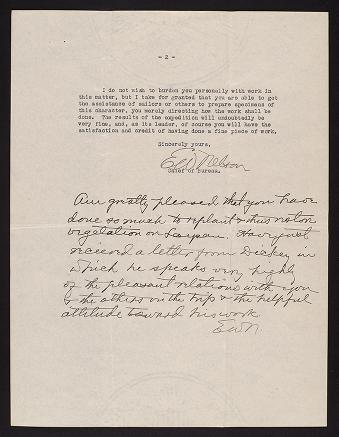 - 2 -
I do not wish to burden you personally with work in
this matter, but I take for granted that you are able to get
the assistance of sailors or others to prepare specimens of
this character, you merely directing how the work shall be
done. The results of the expedition will undoubtedly be
very fine, and, as its leader, of course you will have the
satisfaction and credit of having done a fine piece of work.
Sincerely yours,
E W Nelson
Chief of Bureau.
Am greatly pleased that you have
done so much to replant & thus restore
vegetation on Laysan. Have just
received a letter from Dickey in
which he speaks very highly
of the pleasant relations with you
& the others on the trip & the helpful
attitude toward his work
E.W.N.